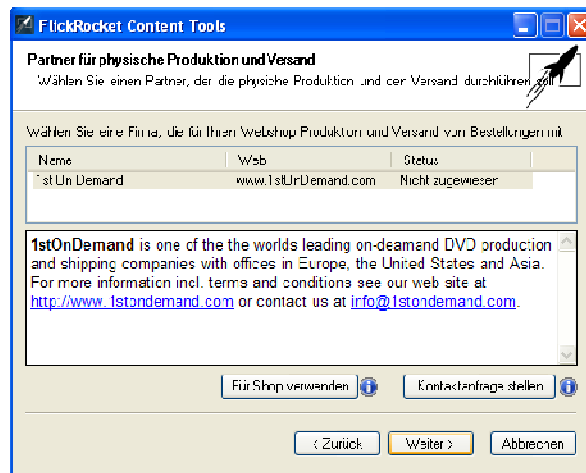 FlickRocket Content Tools
Partner für physische Produktion und Versand
Wählen Sie einen Partner, der die physische Produktion und den Versand durchführen soll
Wählen Sie eine Firma, die für Ihren Webshop Produktion und Versand von Bestellungen mit
Name Web Status
1st On Demand www.1stOnDemand.com Nicht zugewiesen
1stOnDemand is one of the the worlds leading on-deamand DVD production
and shipping companies with offices in Europe, the United States and Asia.
For more information incl. terms and conditions see our web site at
http://www.1stondemand.com or contact us at info@1stondemand.com.
Für Shop verwenden Kontaktanfrage stellen
< Zurück Weiter > Abbrechen